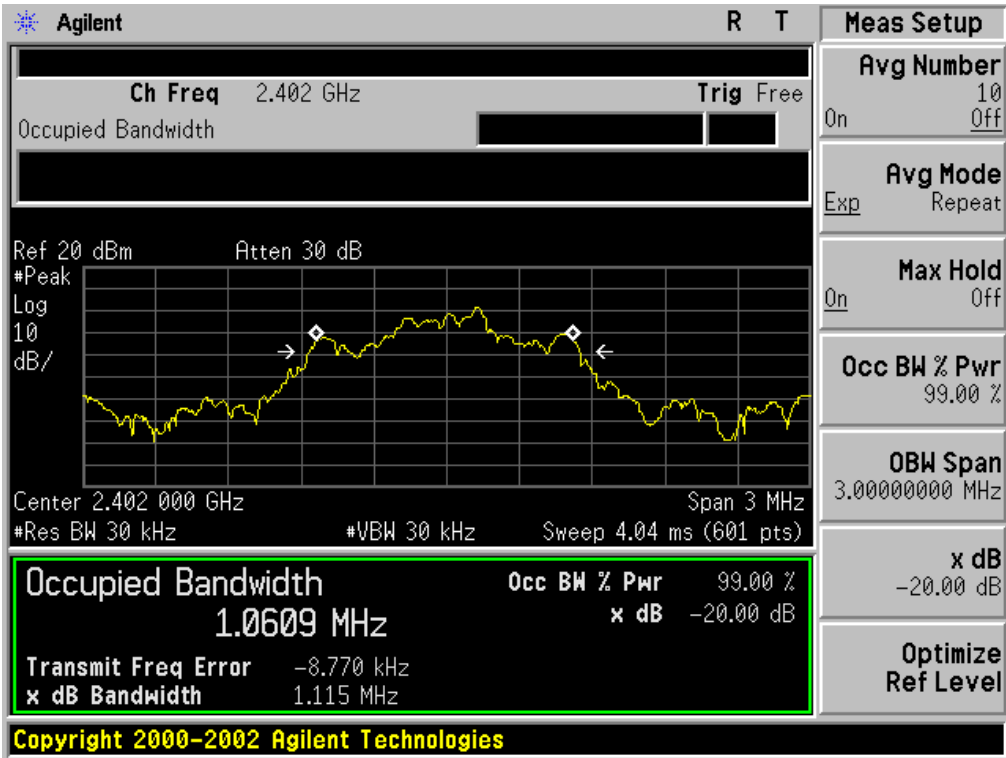 Agilent R T
Ch Freq 2.402 GHz Trig Free
Occupied Bandwidth
Ref 20 dBm Atten 30 dB
#Peak
Log
10
dB/
Center 2.402 000 GHz Span 3 MHz
#Res BW 30 kHz #VBW 30 kHz Sweep 4.04 ms (601 pts)
Occupied Bandwidth Occ BW % Pwr 99.00 %
1.0609 MHz x dB -20.00 dB
Transmit Freq Error -8.770 kHz
x dB Bandwidth 1.115 MHz
Copyright 2000-2002 Agilent Technologies
Meas Setup
Avg Number
10
On Off
Avg Mode
Exp Repeat
Max Hold
On Off
Occ BW % Pwr
99.00 %
OBW Span
3.00000000 MHz
x dB
-20.00 dB
Optimize
Ref Level